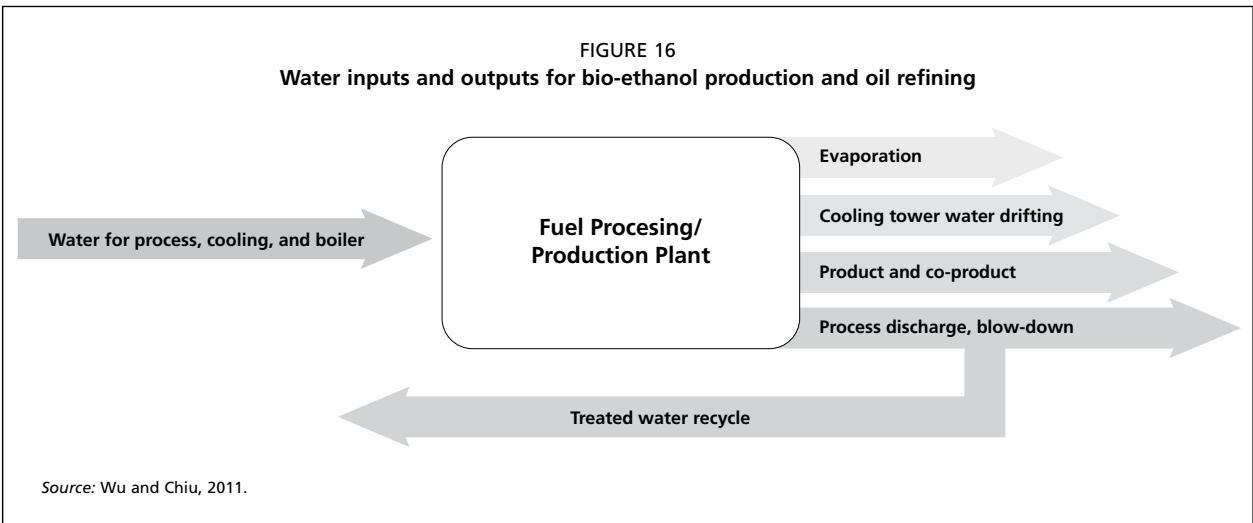 FIGURE 16
Water inputs and outputs for bio-ethanol production and oil refining
Water for process, cooling, and boiler
Fuel Procesing/
Production Plant
Evaporation
Cooling tower water drifting
Product and co-product
Process discharge, blow-down
Treated water recycle
Source: Wu and Chiu, 2011.